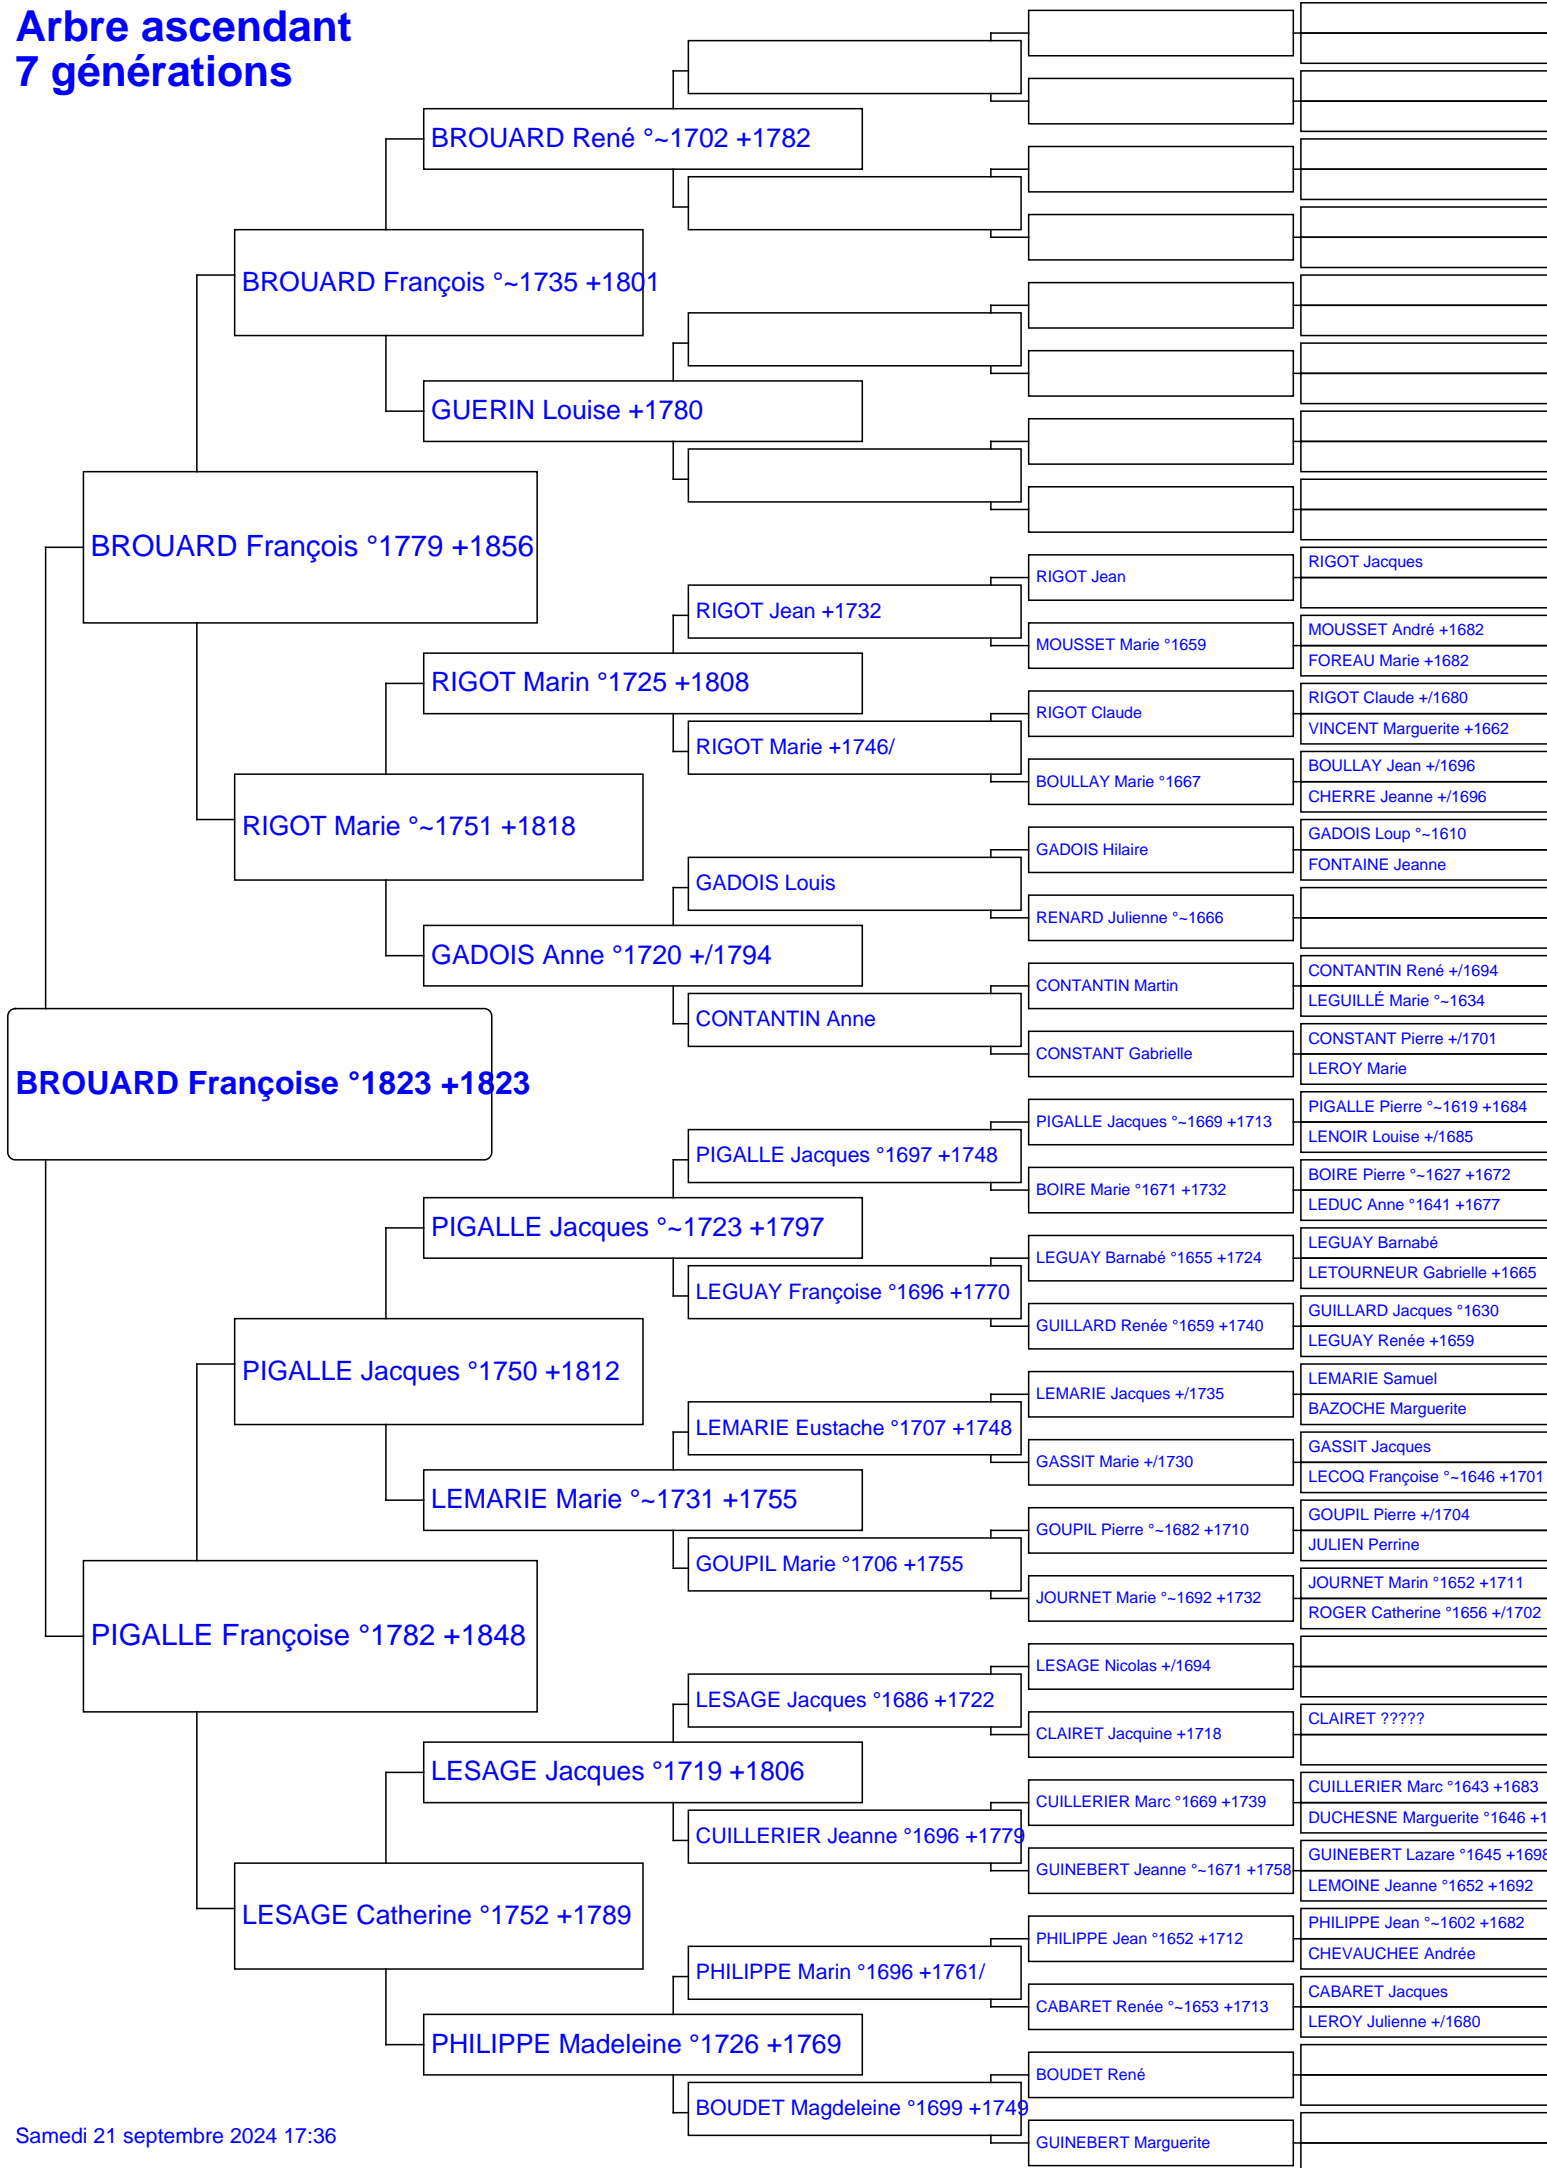 Arbre ascendant
7 générations
BROUARD René °~1702 +1782
BROUARD François °~1735 +1801
GUERIN Louise +1780
BROUARD François °1779 +1856
RIGOT Jean
RIGOT Jacques
RIGOT Jean +1732
MOUSSET Marie °1659
MOUSSET André +1682
FOREAU Marie +1682
RIGOT Marin °1725 +1808
RIGOT Claude
RIGOT Claude +/1680
VINCENT Marguerite +1662
RIGOT Marie +1746/
BOULLAY Marie °1667
BOULLAY Jean +/1696
CHERRE Jeanne +/1696
RIGOT Marie °~1751 +1818
GADOIS Hilaire
GADOIS Loup °~1610
FONTAINE Jeanne
GADOIS Louis
RENARD Julienne °~1666
GADOIS Anne °1720 +/1794
CONTANTIN Martin
CONTANTIN René +/1694
LEGUILLÉ Marie °~1634
CONTANTIN Anne
CONSTANT Gabrielle
CONSTANT Pierre +/1701
LEROY Marie
BROUARD Françoise °1823 +1823
PIGALLE Jacques °~1669 +1713
PIGALLE Pierre °~1619 +1684
LENOIR Louise +/1685
PIGALLE Jacques °1697 +1748
BOIRE Marie °1671 +1732
BOIRE Pierre °~1627 +1672
LEDUC Anne °1641 +1677
PIGALLE Jacques °~1723 +1797
LEGUAY Barnabé °1655 +1724
LEGUAY Barnabé
LETOURNEUR Gabrielle +1665
LEGUAY Françoise °1696 +1770
GUILLARD Renée °1659 +1740
GUILLARD Jacques °1630
LEGUAY Renée +1659
PIGALLE Jacques °1750 +1812
LEMARIE Jacques +/1735
LEMARIE Samuel
BAZOCHE Marguerite
LEMARIE Eustache °1707 +1748
GASSIT Marie +/1730
GASSIT Jacques
LECOQ Françoise °~1646 +1701
LEMARIE Marie °~1731 +1755
GOUPIL Pierre °~1682 +1710
GOUPIL Pierre +/1704
JULIEN Perrine
GOUPIL Marie °1706 +1755
JOURNET Marie °~1692 +1732
JOURNET Marin °1652 +1711
ROGER Catherine °1656 +/1702
PIGALLE Françoise °1782 +1848
LESAGE Nicolas +/1694
LESAGE Jacques °1686 +1722
CLAIRET Jacquine +1718
CLAIRET ?????
LESAGE Jacques °1719 +1806
CUILLERIER Marc °1669 +1739
CUILLERIER Marc °1643 +1683
DUCHESNE Marguerite °1646 +1
CUILLERIER Jeanne °1696 +1779
GUINEBERT Jeanne °~1671 +1758
GUINEBERT Lazare °1645 +1698
LEMOINE Jeanne °1652 +1692
LESAGE Catherine °1752 +1789
PHILIPPE Jean °1652 +1712
PHILIPPE Jean °~1602 +1682
CHEVAUCHEE Andrée
PHILIPPE Marin °1696 +1761/
CABARET Renée °~1653 +1713
CABARET Jacques
LEROY Julienne +/1680
PHILIPPE Madeleine °1726 +1769
BOUDET René
BOUDET Magdeleine °1699 +1749
GUINEBERT Marguerite
Samedi 21 septembre 2024 17:36